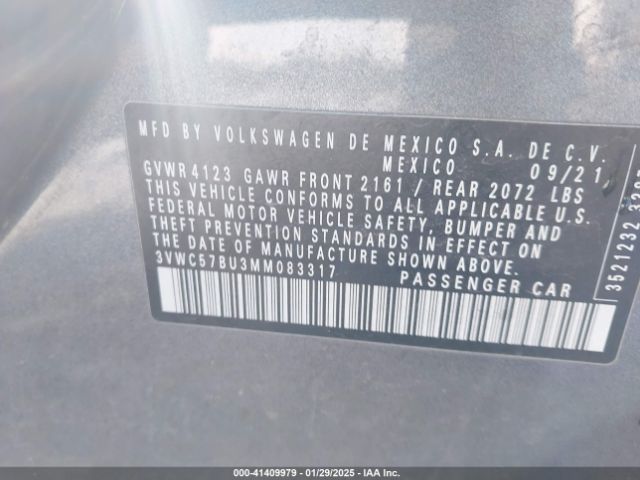 MFD BY VOLKSWAGEN DE MEXICO S.A. DE C.V.
MEXICO 09/21
GVWR 4123 GAWR FRONT 2161 / REAR 2072 LBS
THIS VEHICLE CONFORMS TO ALL APPLICABLE U.S.
FEDERAL MOTOR VEHICLE SAFETY, BUMPER AND
THEFT PREVENTION STANDARDS IN EFFECT ON
THE DATE OF MANUFACTURE SHOWN ABOVE.
3VWC57BU3MM083317 PASSENGER CAR
3521232
000-41409979 - 01/29/2025 - IAA Inc.